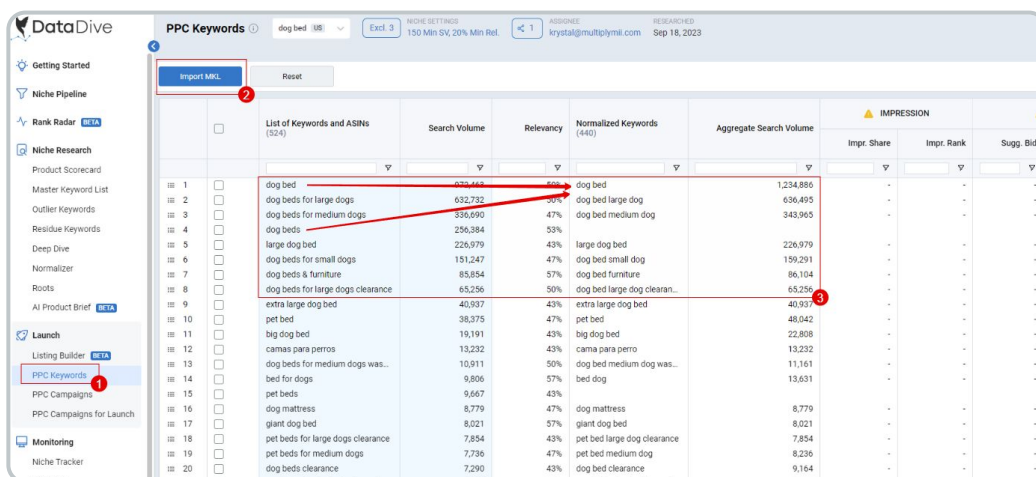 DataDive
PPC Keywords
dog bed US
Excl. 3
NICHE SETTINGS
150 Min SV, 20% Min Rel.
1
ASSIGNEE
krystal@multiplymii.com
RESEARCHED
Sep 18, 2023
Getting Started
Niche Pipeline
Rank Radar BETA
Niche Research
Product Scorecard
Master Keyword List
Outlier Keywords
Residue Keywords
Deep Dive
Normalizer
Roots
AI Product Brief BETA
Launch
Listing Builder BETA
PPC Keywords
1
PPC Campaigns
PPC Campaigns for Launch
Monitoring
Niche Tracker
Import MKL
2
Reset
List of Keywords and ASINs (524) Search Volume Relevancy Normalized Keywords (440) Aggregate Search Volume IMPRESSION
Impr. Share Impr. Rank Sugg. Bid
1 dog bed 972,463 50% dog bed 1,234,886 - - -
2 dog beds for large dogs 632,732 50% dog bed large dog 636,495 - - -
3 dog beds for medium dogs 336,690 47% dog bed medium dog 343,965 - - -
4 dog beds 256,384 53%
5 large dog bed 226,979 43% large dog bed 226,979 - - -
6 dog beds for small dogs 151,247 47% dog bed small dog 159,291 - - -
7 dog beds & furniture 85,854 57% dog bed furniture 86,104 - - -
8 dog beds for large dogs clearance 65,256 50% dog bed large dog clearan... 65,256 - - -
3
9 extra large dog bed 40,937 43% extra large dog bed 40,937 - - -
10 pet bed 38,375 47% pet bed 48,042 - - -
11 big dog bed 19,191 43% big dog bed 22,808 - - -
12 camas para perros 13,232 43% cama para perro 13,232 - - -
13 dog beds for medium dogs was... 10,911 50% dog bed medium dog was... 11,161 - - -
14 bed for dogs 9,806 57% bed dog 13,631 - - -
15 pet beds 9,667 43%
16 dog mattress 8,779 47% dog mattress 8,779 - - -
17 giant dog bed 8,021 57% giant dog bed 8,021 - - -
18 pet beds for large dogs clearance 7,854 43% pet bed large dog clearance 7,854 - - -
19 pet beds for medium dogs 7,736 47% pet bed medium dog 8,236 - - -
20 dog beds clearance 7,290 43% dog bed clearance 9,164 - - -